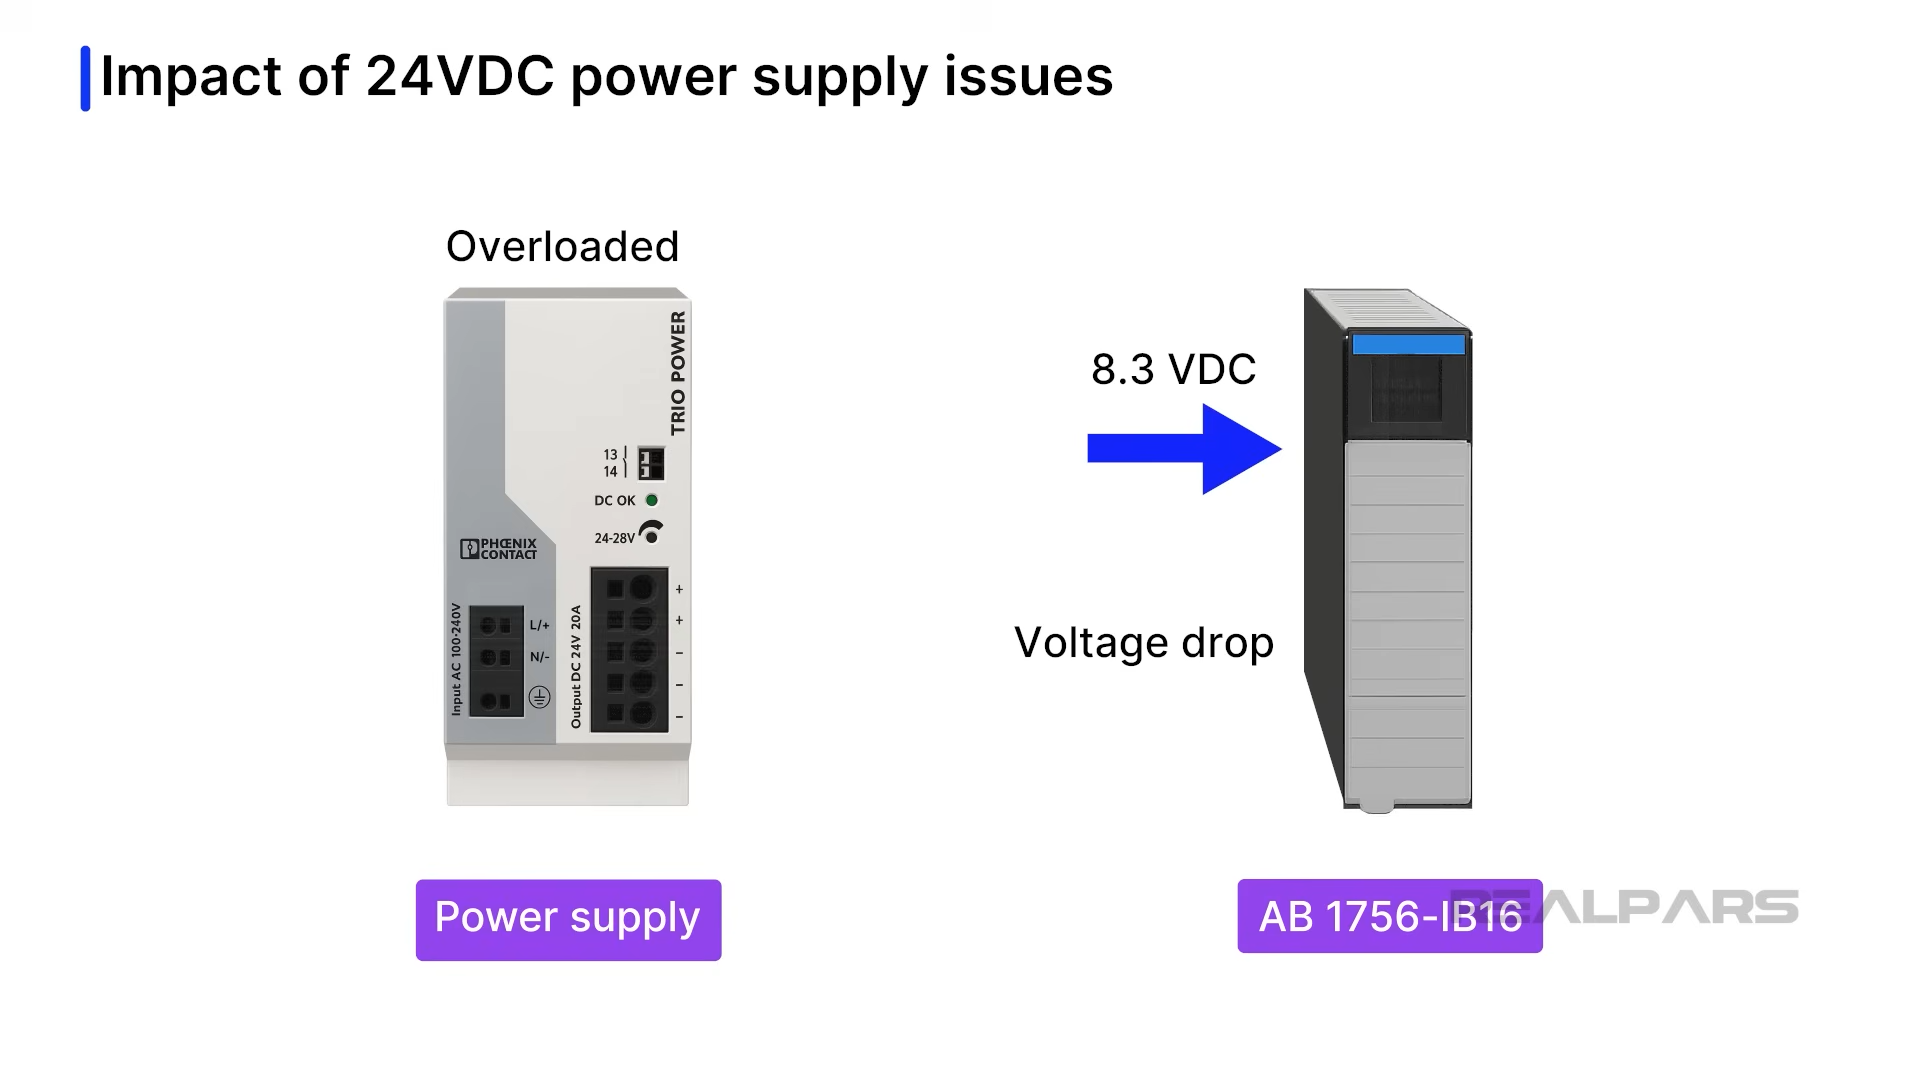 Impact of 24VDC power supply issues
Overloaded
TRIO POWER
13
14
DC OK
24-28V
PHŒNIX
CONTACT
Input AC 100-240V
L/+
N/-
Output DC 24V 20A
+
+
−
−
−
8.3 VDC
Voltage drop
Power supply
AB 1756-IB16
REALPARS